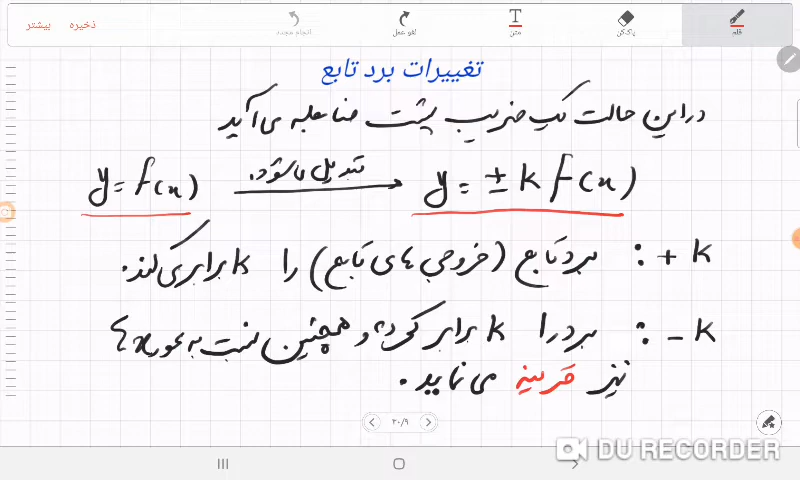 ذخیره بیشتر انجام مجدد لغو عمل متن پاک‌کن قلم
تغییرات برد تابع
در این حالت یک ضریب پشت ضابطه می آید
y = f(x) تبدیل می شود. y = ± k f(x)
+ k : برد تابع (خروجی های تابع) را k برابر می کند.
- k : برد را k برابر کرده و همچنین نسبت به محور x ها
نیز قرینه می نماید.
۳۰/۹
DU RECORDER